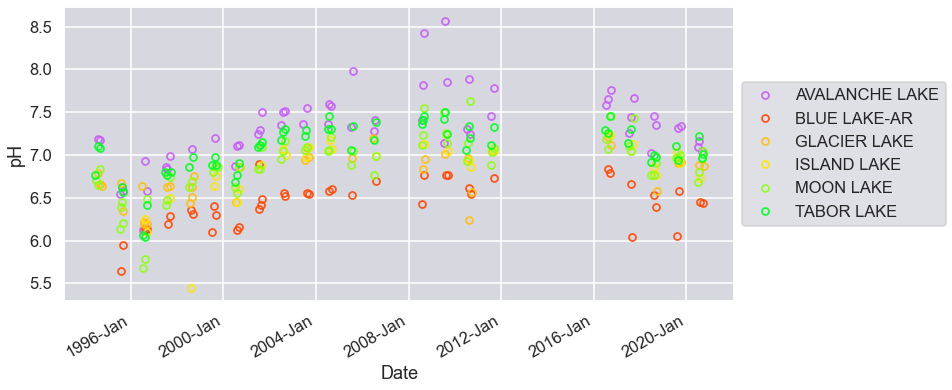 8.5
8.0
7.5
7.0
6.5
6.0
5.5
pH
1996-Jan
2000-Jan
2004-Jan
2008-Jan
2012-Jan
2016-Jan
2020-Jan
Date
AVALANCHE LAKE
BLUE LAKE-AR
GLACIER LAKE
ISLAND LAKE
MOON LAKE
TABOR LAKE